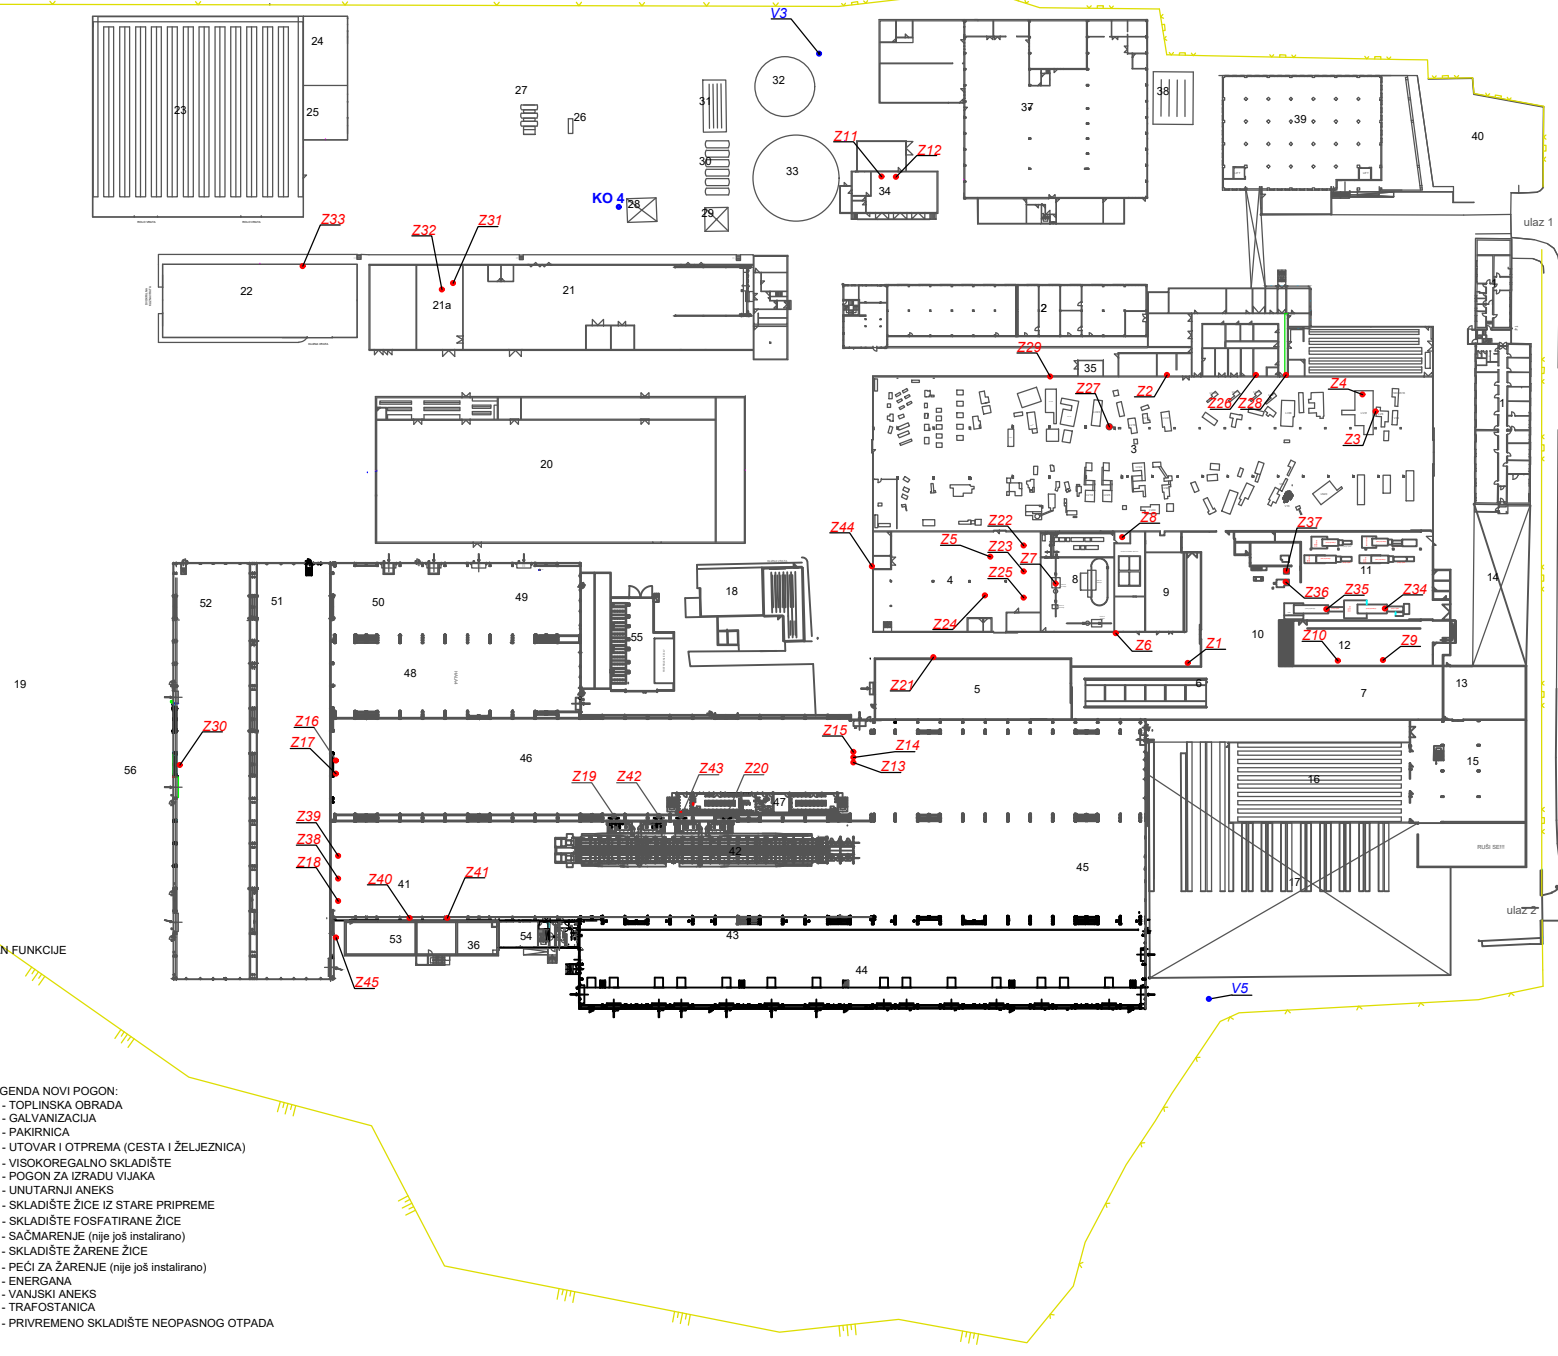 V3
24
32
27
31
38
23
25
26
37
39
40
Z11
Z12
30
33
34
KO 4
28
29
Z33
Z32
Z31
ulaz 1
22
21a
21
2
Z29
35
Z27
Z2
Z26
Z28
Z4
Z3
1
3
20
Z44
Z5
Z22
Z23
Z7
Z25
Z24
Z8
Z37
4
8
9
11
14
Z36
Z35
Z34
52
51
50
49
18
55
10
Z10
12
Z9
Z6
Z1
Z21
48
5
6
7
13
19
Z16
Z17
Z30
56
46
Z15
Z14
Z13
Z19
Z42
Z43
Z20
47
16
15
Z39
Z38
Z18
42
45
RUŠI SE!!!
Z40
41
Z41
17
ulaz 2
53
36
54
43
44
N FUNKCIJE
Z45
V5
GENDA NOVI POGON:
- TOPLINSKA OBRADA
- GALVANIZACIJA
- PAKIRNICA
- UTOVAR I OTPREMA (CESTA I ŽELJEZNICA)
- VISOKOREGALNO SKLADIŠTE
- POGON ZA IZRADU VIJAKA
- UNUTARNJI ANEKS
- SKLADIŠTE ŽICE IZ STARE PRIPREME
- SKLADIŠTE FOSFATIRANE ŽICE
- SAČMARENJE (nije još instalirano)
- SKLADIŠTE ŽARENE ŽICE
- PEĆI ZA ŽARENJE (nije još instalirano)
- ENERGANA
- VANJSKI ANEKS
- TRAFOSTANICA
- PRIVREMENO SKLADIŠTE NEOPASNOG OTPADA